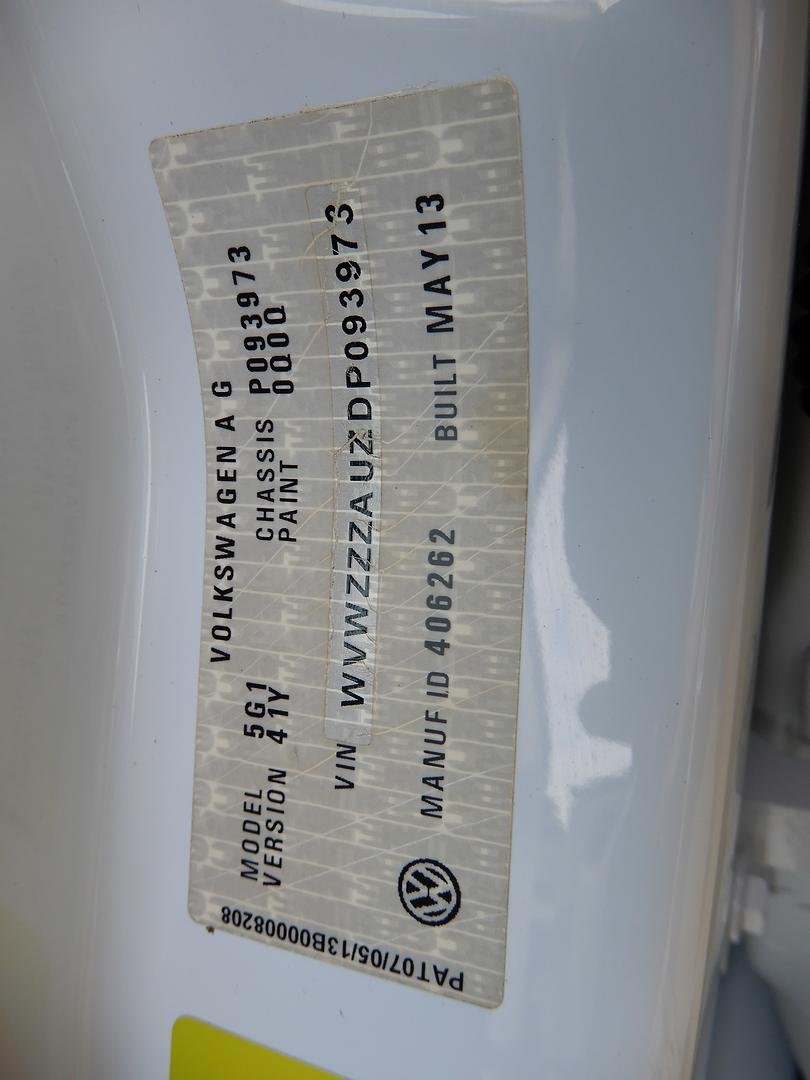 VOLKSWAGEN A G
MODEL 5G1 CHASSIS P093973
VERSION 41Y PAINT 0Q0Q
VIN WVWZZZAUZDP093973
MANUF ID 406262 BUILT MAY 13
PAT07/05/13B00008208